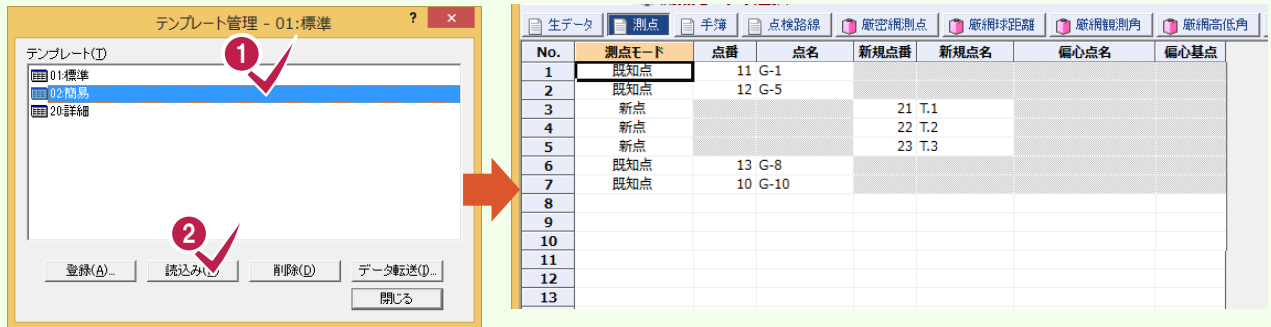 テンプレート管理 - 01:標準
? ×
テンプレート(T)
1
01:標準
02:簡易
20:詳細
2
登録(A)... 読込み 削除(D) データ転送(I)...
閉じる
生データ 測点 手簿 点検路線 厳密網測点 厳網球距離 厳網観測角 厳網高低角
No. 測点モード 点番 点名 新規点番 新規点名 偏心点名 偏心基点
1 既知点 11 G-1
2 既知点 12 G-5
3 新点 21 T.1
4 新点 22 T.2
5 新点 23 T.3
6 既知点 13 G-8
7 既知点 10 G-10
8
9
10
11
12
13